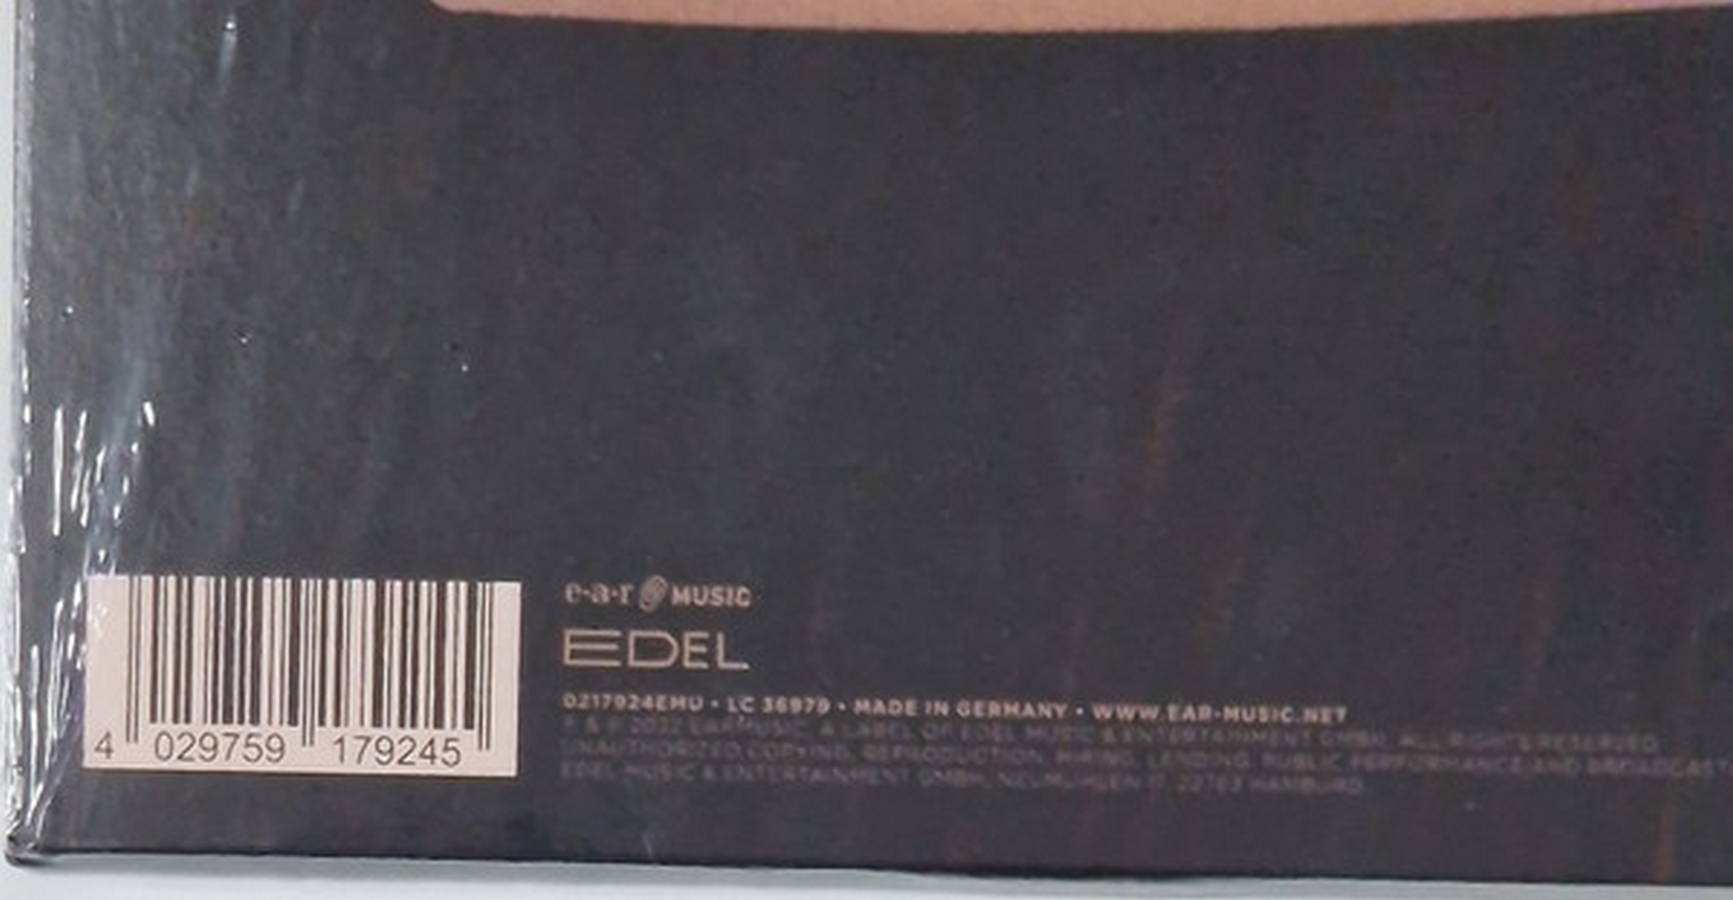 e·a·r MUSIC
EDEL
0217924EMU • LC 36979 • MADE IN GERMANY • WWW.EAR-MUSIC.NET
℗ & © 2022 EARMUSIC, A LABEL OF EDEL MUSIC & ENTERTAINMENT GMBH. ALL RIGHTS RESERVED.
UNAUTHORIZED COPYING, REPRODUCTION, HIRING, LENDING, PUBLIC PERFORMANCE AND BROADCAST
EDEL MUSIC & ENTERTAINMENT GMBH, NEUMÜHLEN 17, 22763 HAMBURG
4 029759 179245